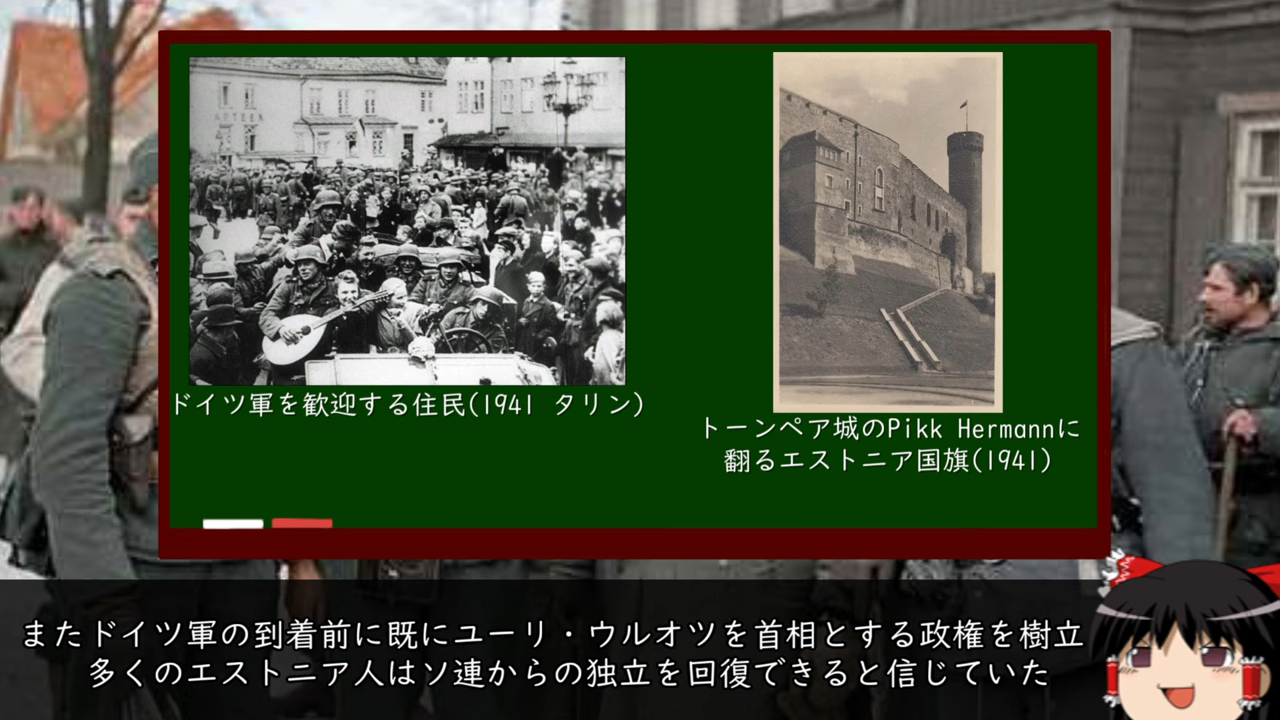 APTEEK
ドイツ軍を歓迎する住民(1941 タリン)
トーンペア城のPikk Hermannに
翻るエストニア国旗(1941)
まだドイツ軍の到着前に既にユーリ・ウルオツを首相とする政権を樹立
多くのエストニア人はソ連からの独立を回復できると信じていた